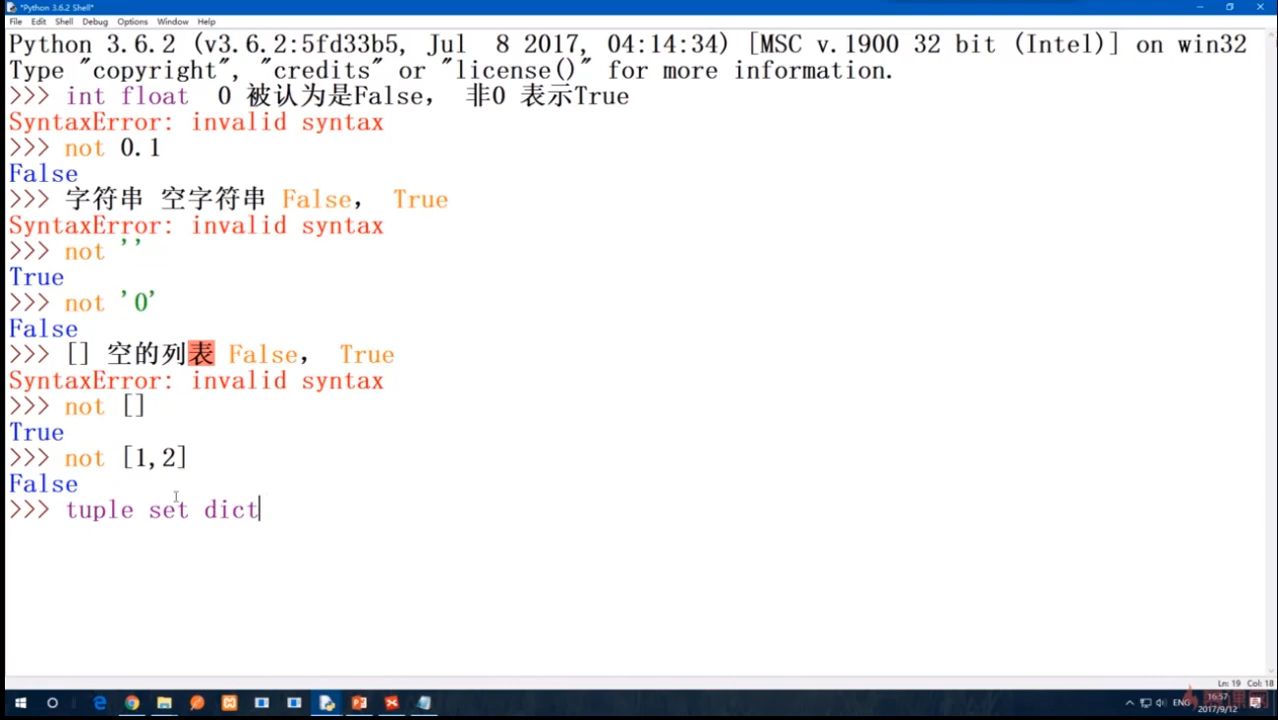 *Python 3.6.2 Shell*
File Edit Shell Debug Options Window Help
Python 3.6.2 (v3.6.2:5fd33b5, Jul  8 2017, 04:14:34) [MSC v.1900 32 bit (Intel)] on win32
Type "copyright", "credits" or "license()" for more information.
>>> int float  0 被认为是False， 非0 表示True
SyntaxError: invalid syntax
>>> not 0.1
False
>>> 字符串 空字符串 False， True
SyntaxError: invalid syntax
>>> not ''
True
>>> not '0'
False
>>> [] 空的列表 False， True
SyntaxError: invalid syntax
>>> not []
True
>>> not [1,2]
False
>>> tuple set dict
Ln: 19 Col: 18
ENG
16:57
2017/9/12